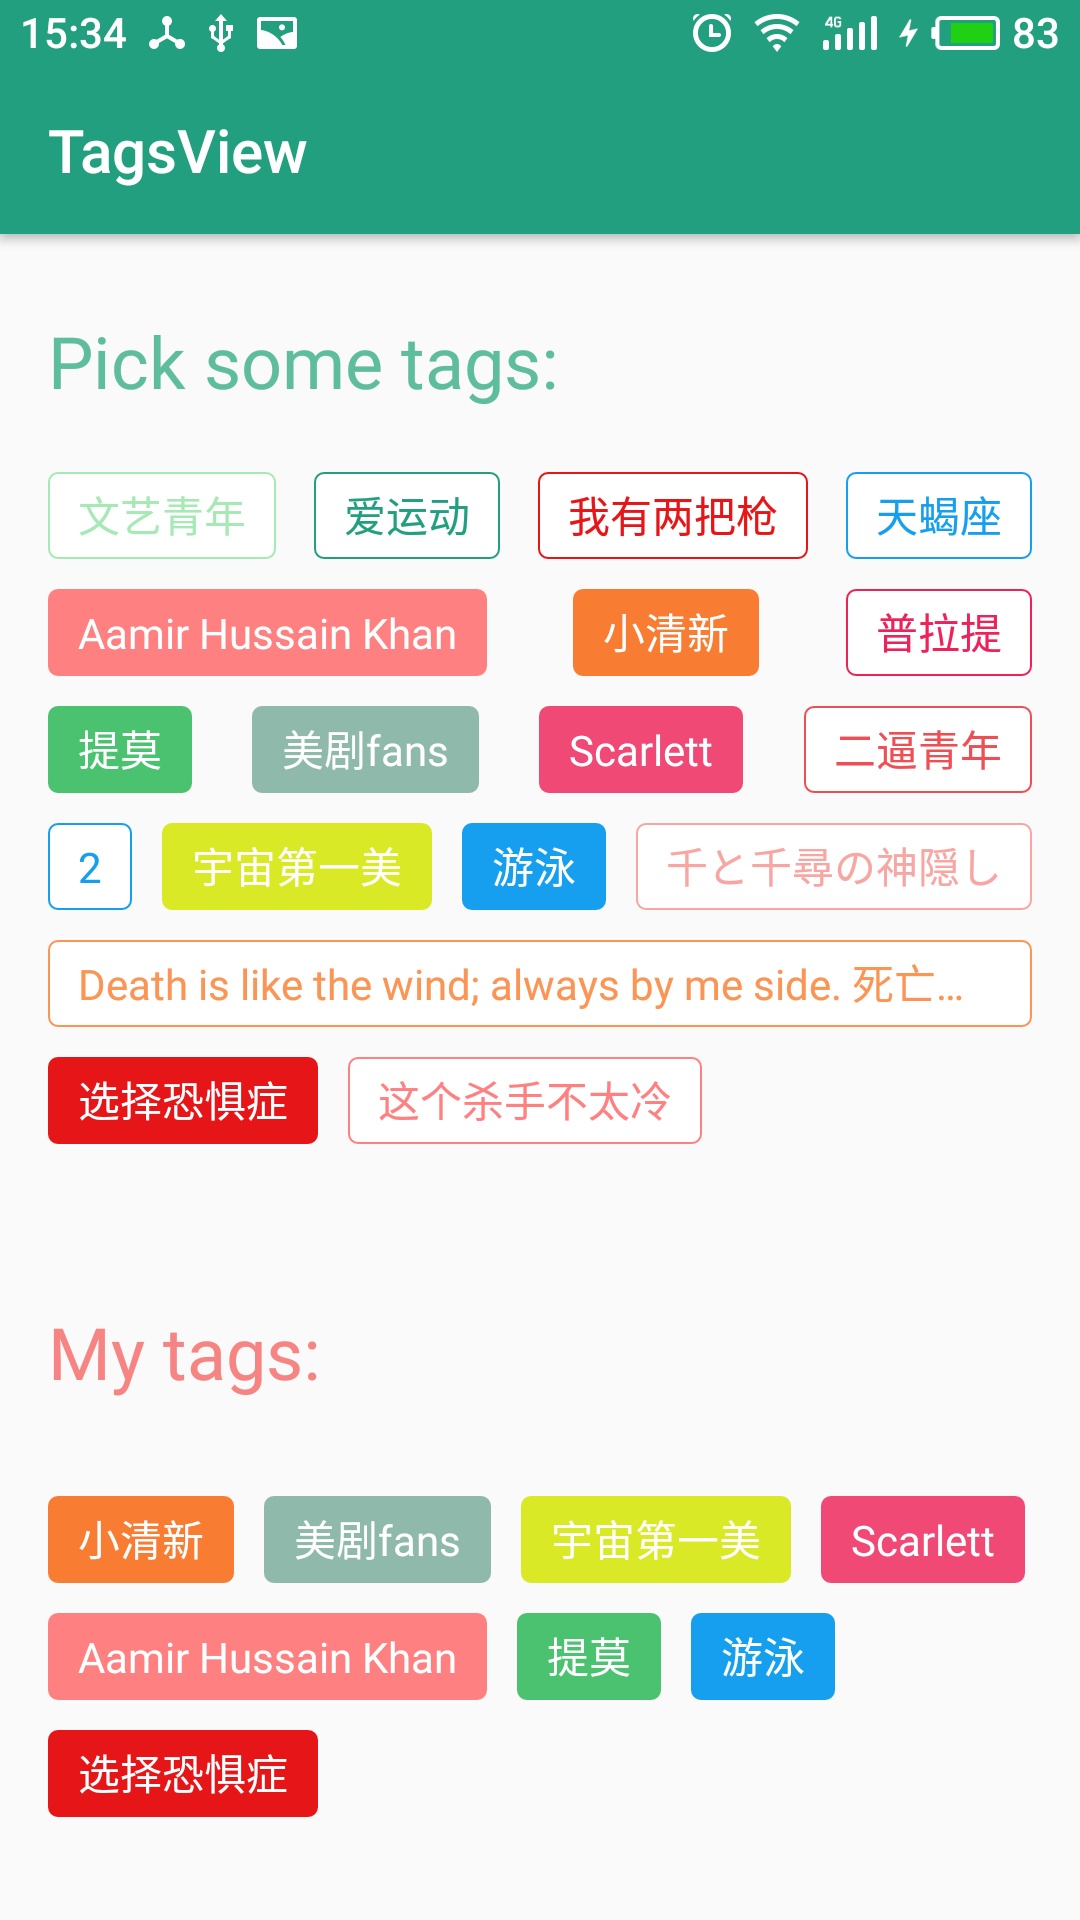 15:34 4G 83
TagsView
Pick some tags:
文艺青年 爱运动 我有两把枪 天蝎座
Aamir Hussain Khan 小清新 普拉提
提莫 美剧fans Scarlett 二逼青年
2 宇宙第一美 游泳 千と千尋の神隠し
Death is like the wind; always by me side. 死亡…
选择恐惧症 这个杀手不太冷
My tags:
小清新 美剧fans 宇宙第一美 Scarlett
Aamir Hussain Khan 提莫 游泳
选择恐惧症